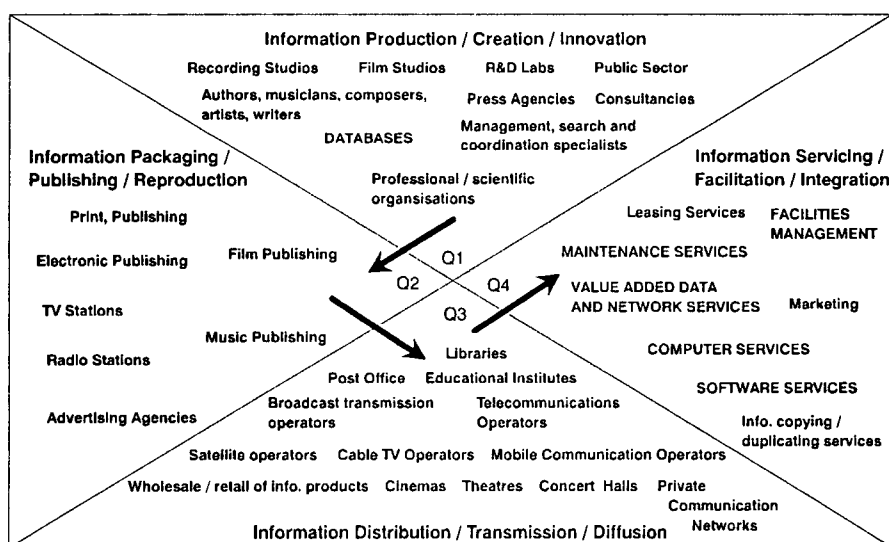 Information Production / Creation / Innovation
Recording Studios
Film Studios
R&D Labs
Public Sector
Authors, musicians, composers,
artists, writers
Press Agencies
Consultancies
DATABASES
Management, search and
coordination specialists
Professional / scientific
organisations
Q1
Information Packaging /
Publishing / Reproduction
Print, Publishing
Electronic Publishing
Film Publishing
TV Stations
Music Publishing
Radio Stations
Advertising Agencies
Q2
Q3
Libraries
Post Office
Educational Institutes
Broadcast transmission
operators
Telecommunications
Operators
Satellite operators
Cable TV Operators
Mobile Communication Operators
Wholesale / retail of info. products
Cinemas
Theatres
Concert Halls
Private
Communication
Networks
Information Distribution / Transmission / Diffusion
Q4
Information Servicing /
Facilitation / Integration
Leasing Services
FACILITIES
MANAGEMENT
MAINTENANCE SERVICES
VALUE ADDED DATA
AND NETWORK SERVICES
Marketing
COMPUTER SERVICES
SOFTWARE SERVICES
Info. copying /
duplicating services